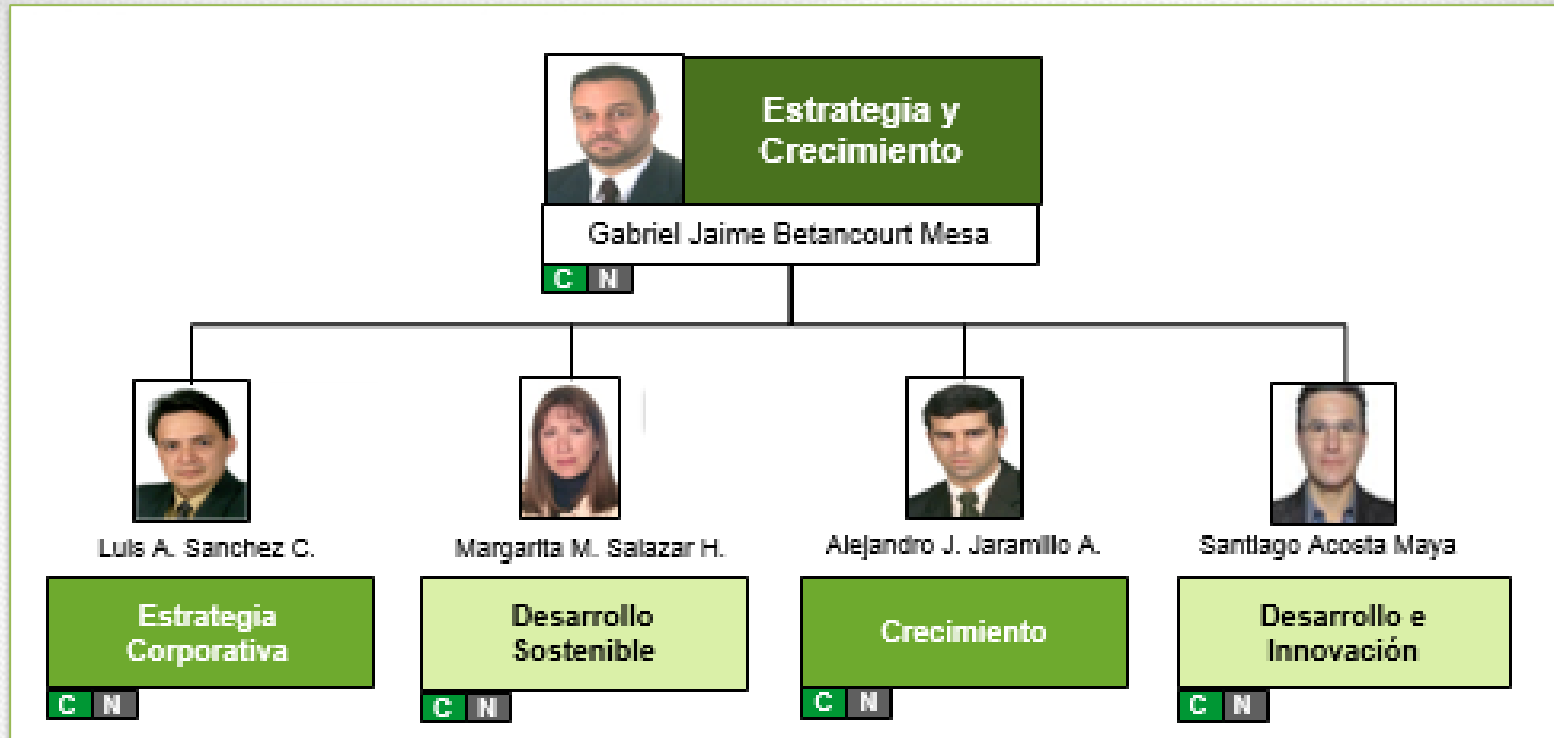 Estrategia y
Crecimiento
Gabriel Jaime Betancourt Mesa
C N
Luis A. Sanchez C.
Margarita M. Salazar H.
Alejandro J. Jaramillo A.
Santiago Acosta Maya
Estrategia
Corporativa
Desarrollo
Sostenible
Crecimiento
Desarrollo e
Innovación
C N
C N
C N
C N